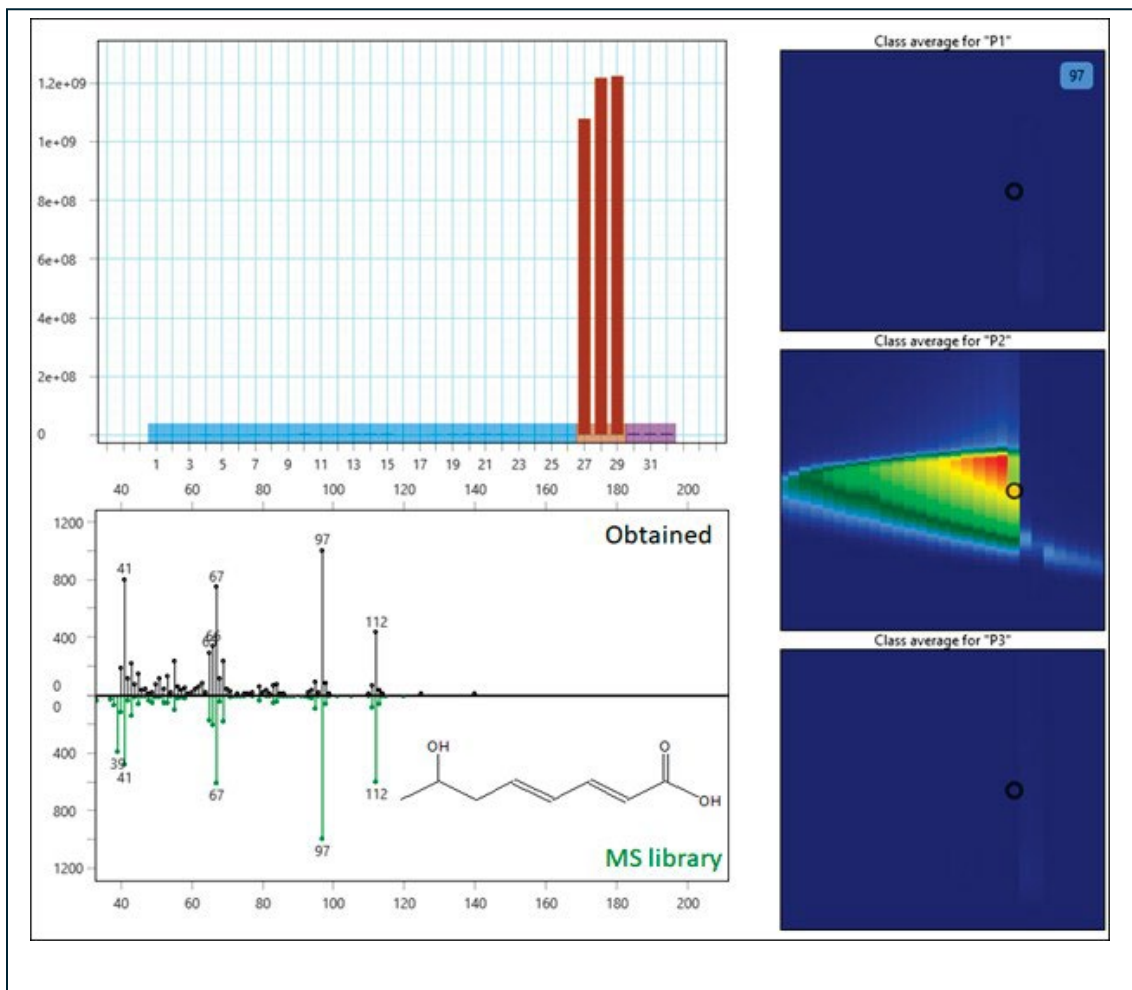 Class average for "P1"
97
1.2e+09
1e+09
8e+08
6e+08
4e+08
2e+08
0
1 3 5 7 9 11 13 15 17 19 21 23 25 27 29 31
Class average for "P2"
40 60 80 100 120 140 160 180 200
Obtained
1200
800
400
0
0
400
800
1200
41
67
66
97
112
39
41
67
97
112
OH
O
OH
MS library
40 60 80 100 120 140 160 180 200
Class average for "P3"